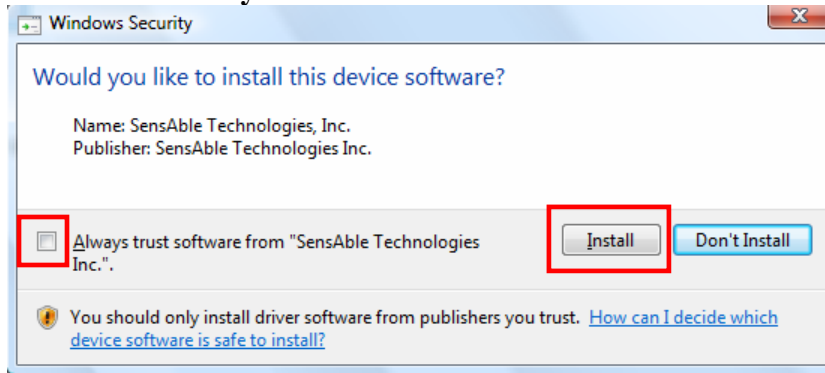 Windows Security
Would you like to install this device software?
Name: SensAble Technologies, Inc.
Publisher: SensAble Technologies Inc.
Always trust software from "SensAble Technologies
Inc.".
Install
Don't Install
You should only install driver software from publishers you trust. How can I decide which
device software is safe to install?